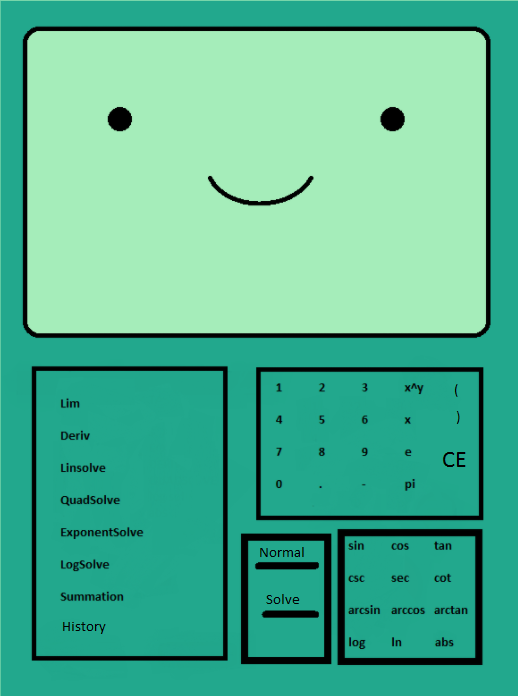 Lim
Deriv
Linsolve
QuadSolve
ExponentSolve
LogSolve
Summation
History
1 2 3 x^y (
4 5 6 x )
7 8 9 e CE
0 . - pi
Normal
Solve
sin cos tan
csc sec cot
arcsin arccos arctan
log ln abs